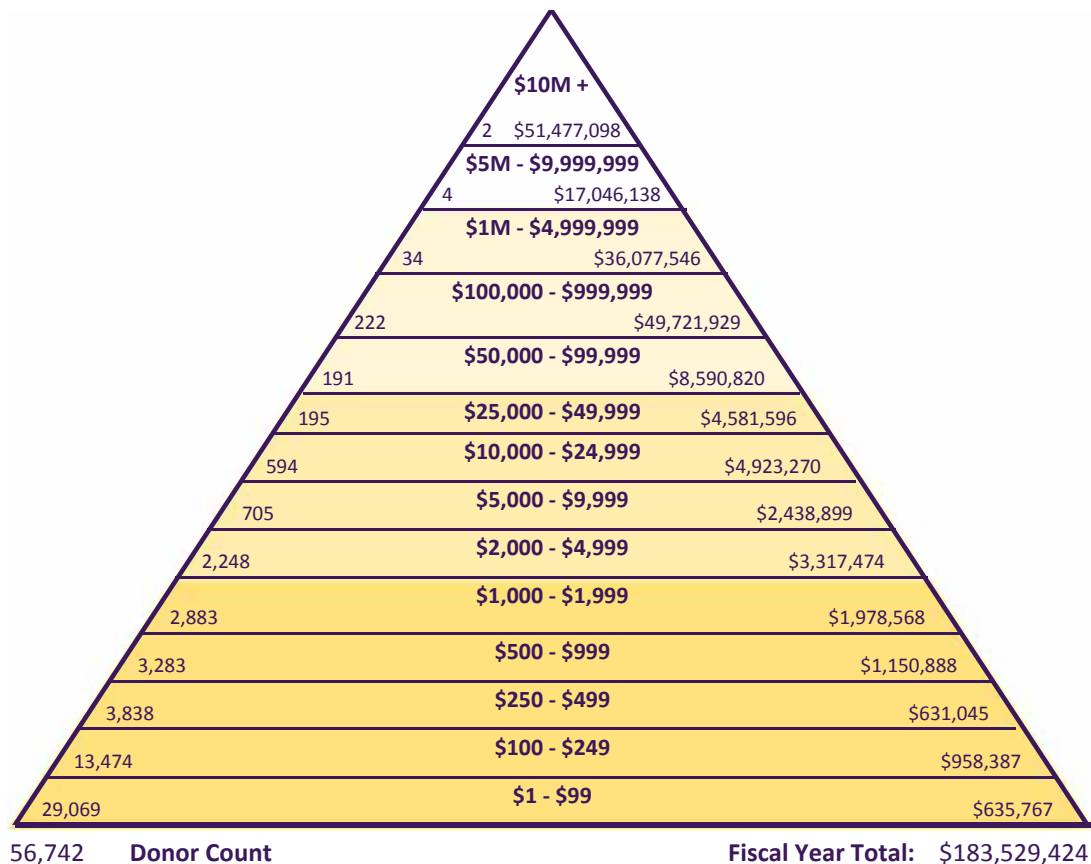 $10M +
2 $51,477,098
$5M - $9,999,999
4 $17,046,138
$1M - $4,999,999
34 $36,077,546
$100,000 - $999,999
222 $49,721,929
$50,000 - $99,999
191 $8,590,820
$25,000 - $49,999
195 $4,581,596
$10,000 - $24,999
594 $4,923,270
$5,000 - $9,999
705 $2,438,899
$2,000 - $4,999
2,248 $3,317,474
$1,000 - $1,999
2,883 $1,978,568
$500 - $999
3,283 $1,150,888
$250 - $499
3,838 $631,045
$100 - $249
13,474 $958,387
$1 - $99
29,069 $635,767
56,742 Donor Count Fiscal Year Total: $183,529,424